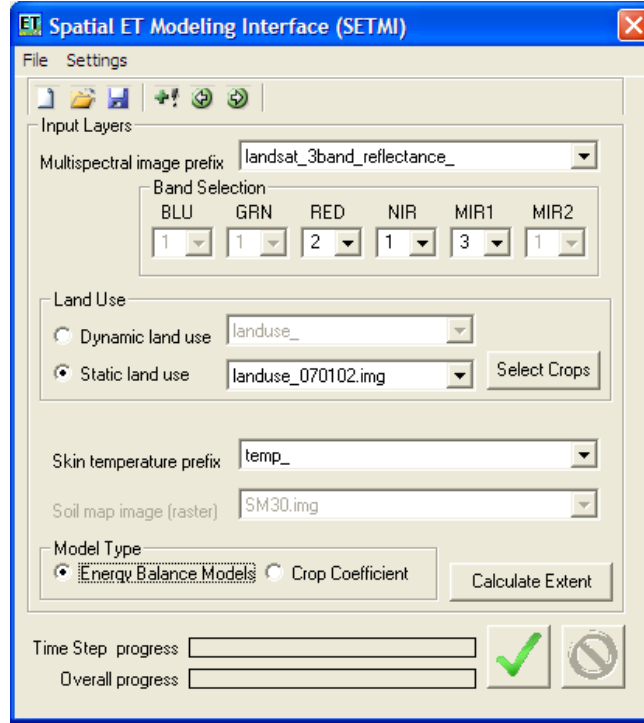 ET Spatial ET Modeling Interface (SETMI)
File Settings
Input Layers
Multispectral image prefix landsat_3band_reflectance_
Band Selection
BLU GRN RED NIR MIR1 MIR2
1 1 2 1 3 1
Land Use
Dynamic land use landuse_
Static land use landuse_070102.img Select Crops
Skin temperature prefix temp_
Soil map image (raster) SM30.img
Model Type
Energy Balance Models Crop Coefficient Calculate Extent
Time Step progress
Overall progress